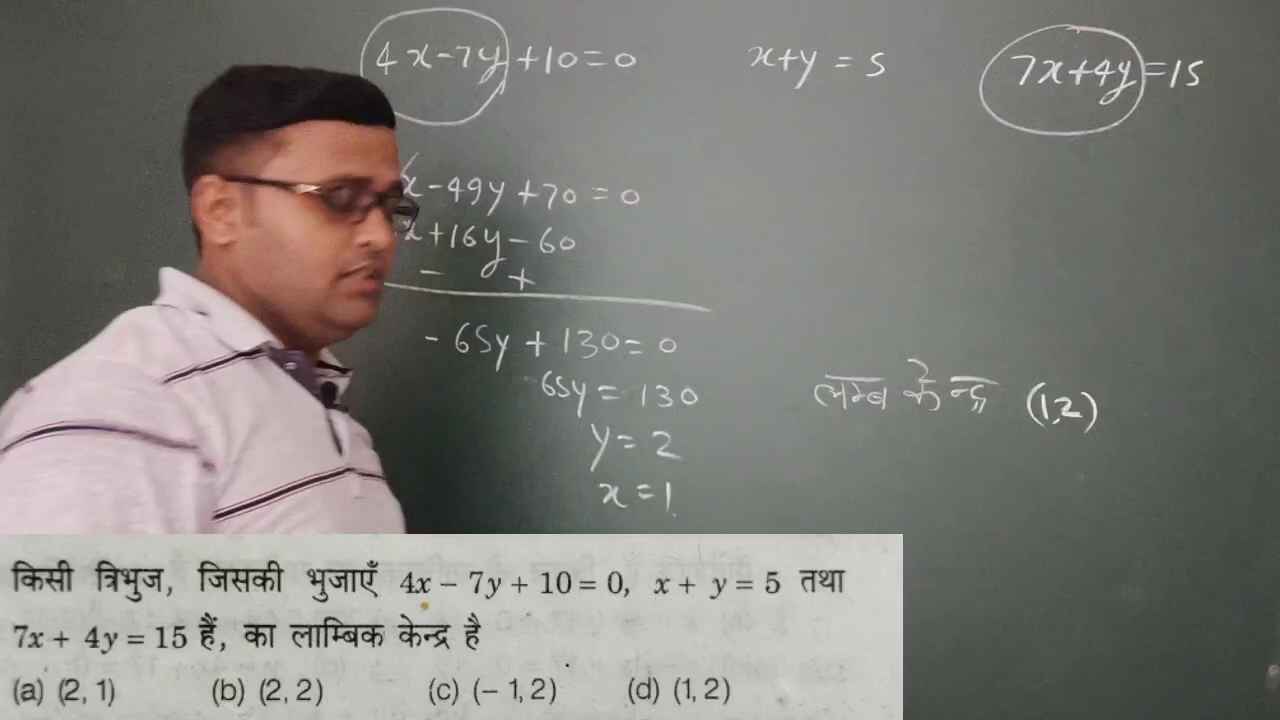 4x-7y+10=0 x+y=5 7x+4y=15
x-49y+70=0
x+16y-60
- +
-65y+130=0
65y=130
y=2
x=1
लम्ब केन्द्र (1,2)
किसी त्रिभुज, जिसकी भुजाएँ 4x – 7y + 10 = 0, x + y = 5 तथा
7x + 4y = 15 हैं, का लाम्बिक केन्द्र है
(a) (2, 1) (b) (2, 2) (c) (– 1, 2) (d) (1, 2)